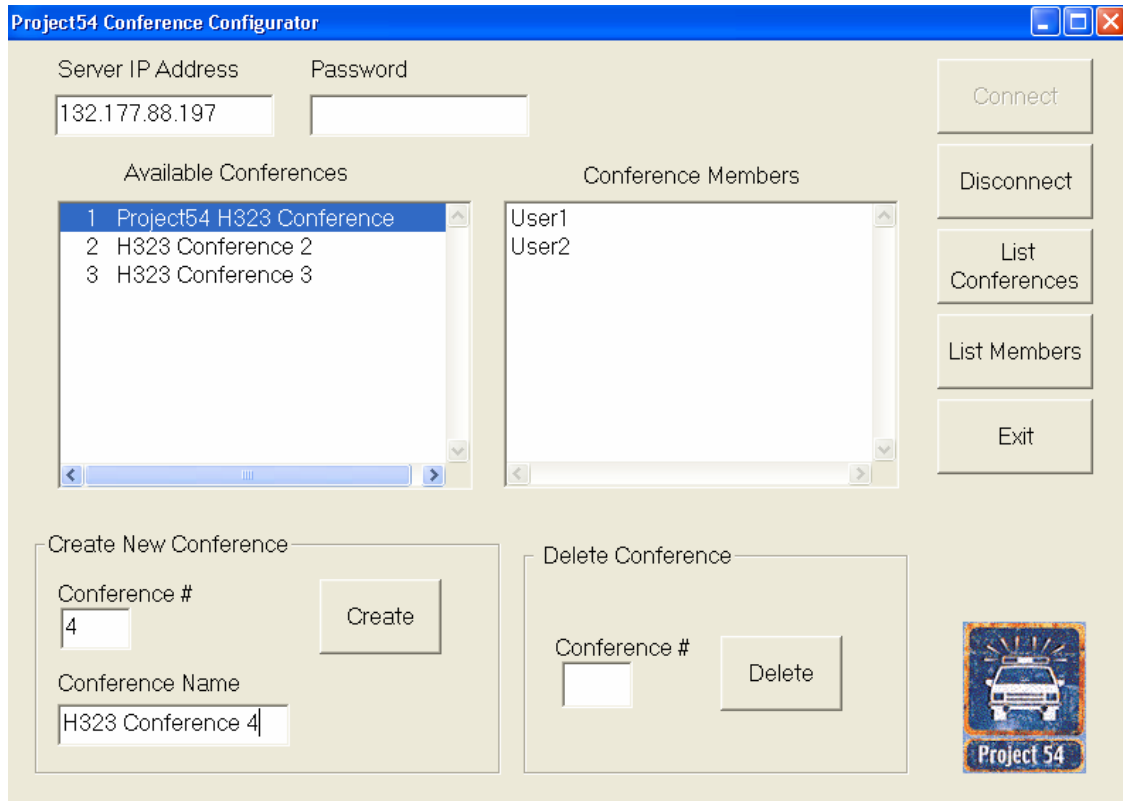 Project54 Conference Configurator
Server IP Address
Password
132.177.88.197
Connect
Available Conferences
Conference Members
Disconnect
1 Project54 H323 Conference
2 H323 Conference 2
3 H323 Conference 3
User1
User2
List
Conferences
List Members
Exit
Create New Conference
Conference #
4
Create
Conference Name
H323 Conference 4
Delete Conference
Conference #
Delete
Project 54